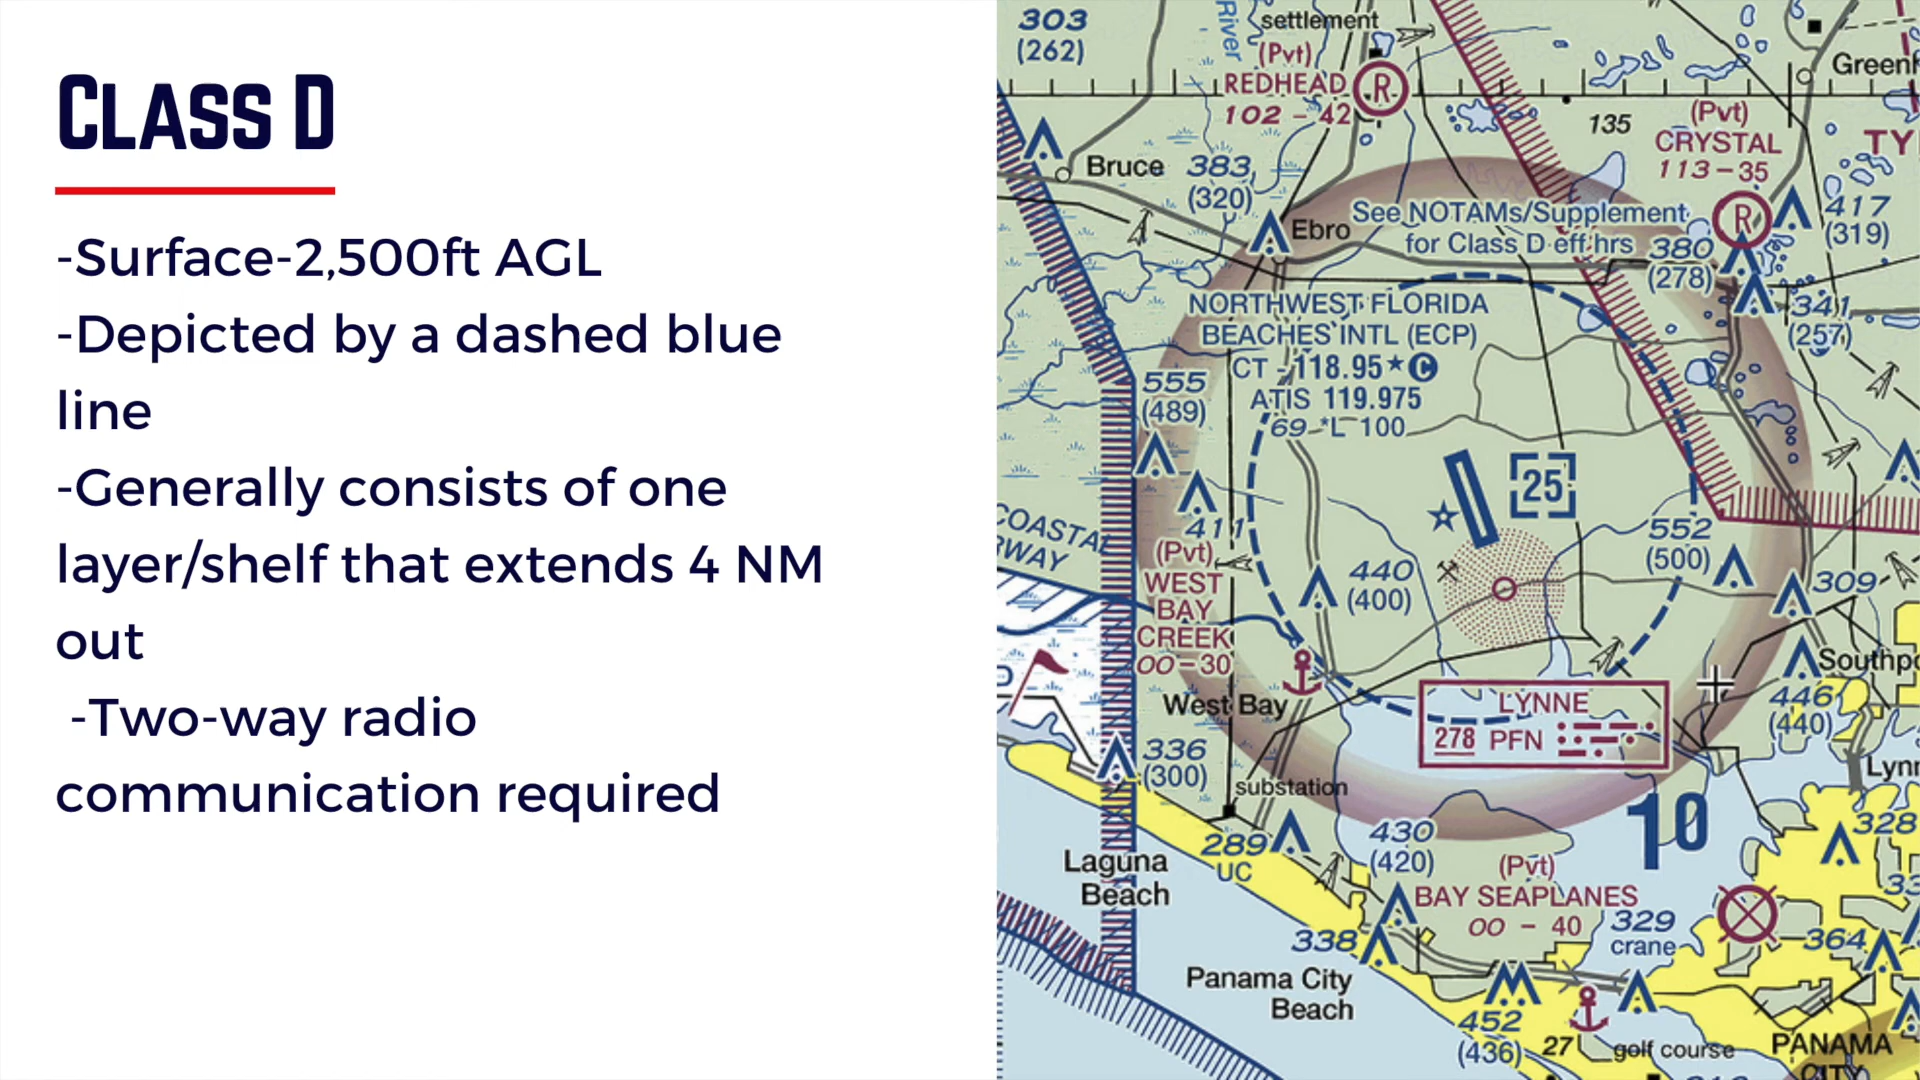 CLASS D
-Surface-2,500ft AGL
-Depicted by a dashed blue
line
-Generally consists of one
layer/shelf that extends 4 NM
out
-Two-way radio
communication required
303
(262)
River
settlement
(Pvt)
REDHEAD
102 - 42
R
Bruce
383
(320)
Ebro
135
(Pvt)
CRYSTAL
113 - 35
R
TY
417
(319)
See NOTAMs/Supplement
for Class D eff hrs
380
(278)
341
(257)
NORTHWEST FLORIDA
BEACHES INTL (ECP)
CT - 118.95 ★ C
ATIS 119.975
69 *L 100
555
(489)
25
411
COASTAL
(Pvt)
WEST
BAY
CREEK
00 - 30
440
(400)
552
(500)
309
West Bay
LYNNE
278 PFN
446
(440)
336
(300)
substation
10
289
UC
430
(420)
328
Laguna
Beach
(Pvt)
BAY SEAPLANES
00 - 40
329
crane
338
364
Panama City
Beach
452
(436)
27
golf course
PANAMA
CITY